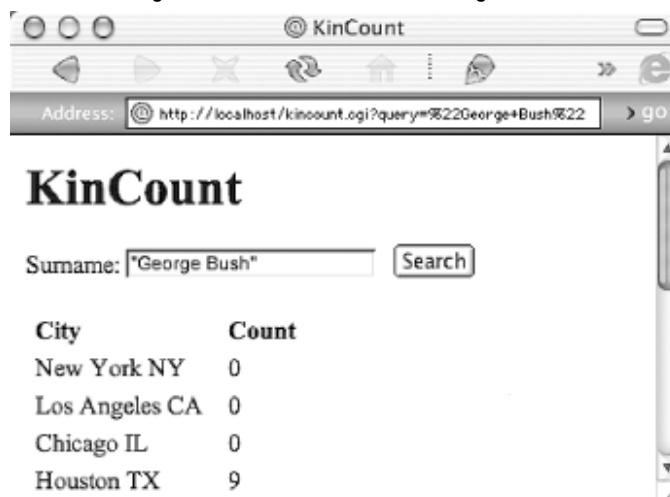 KinCount
Address: http://localhost/kincount.cgi?query=%22George+Bush%22 go
KinCount
Surname: "George Bush" Search
City Count
New York NY 0
Los Angeles CA 0
Chicago IL 0
Houston TX 9